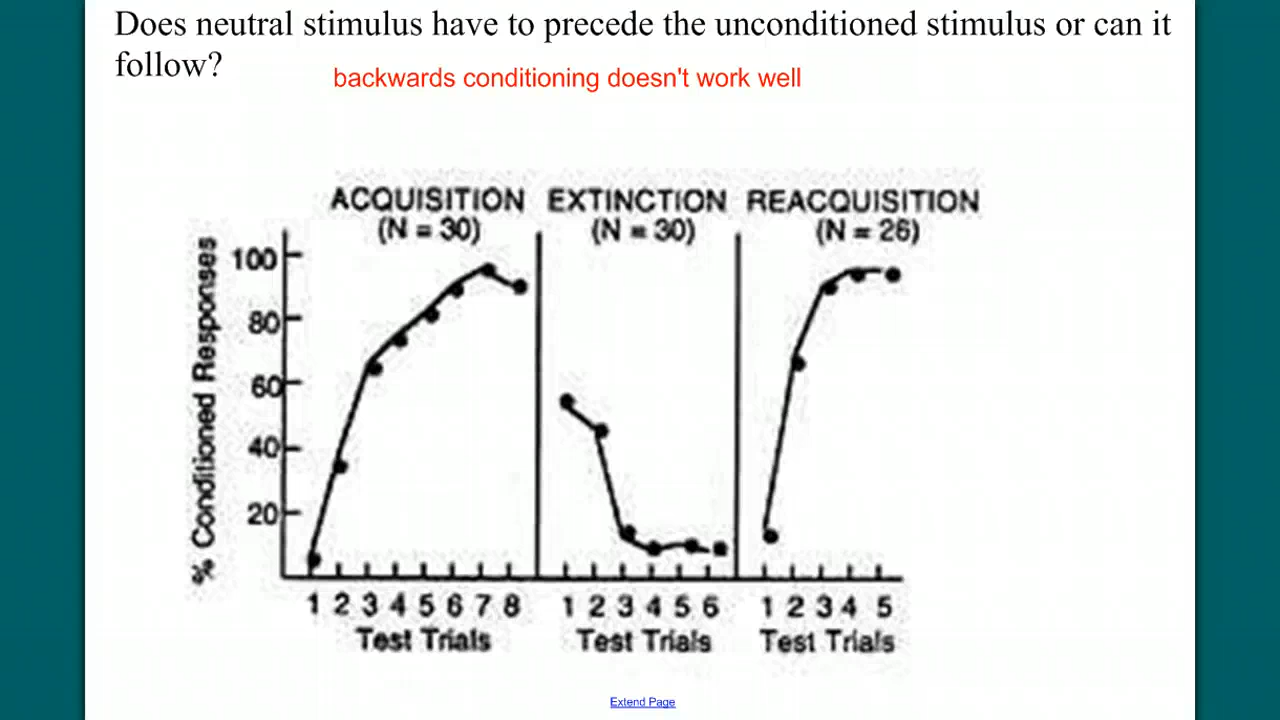 Does neutral stimulus have to precede the unconditioned stimulus or can it
follow?
backwards conditioning doesn't work well
ACQUISITION EXTINCTION REACQUISITION
(N = 30) (N = 30) (N = 26)
% Conditioned Responses
100
80
60
40
20
1 2 3 4 5 6 7 8 1 2 3 4 5 6 1 2 3 4 5
Test Trials Test Trials Test Trials
Extend Page